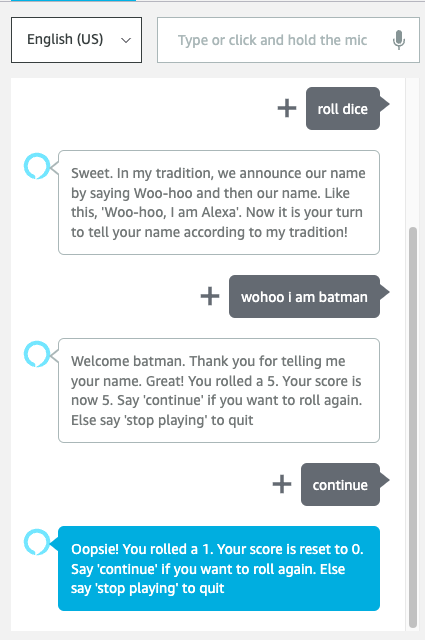 English (US)
Type or click and hold the mic
roll dice
Sweet. In my tradition, we announce our name
by saying Woo-hoo and then our name. Like
this, 'Woo-hoo, I am Alexa'. Now it is your turn
to tell your name according to my tradition!
wohoo i am batman
Welcome batman. Thank you for telling me
your name. Great! You rolled a 5. Your score is
now 5. Say 'continue' if you want to roll again.
Else say 'stop playing' to quit
continue
Oopsie! You rolled a 1. Your score is reset to 0.
Say 'continue' if you want to roll again. Else
say 'stop playing' to quit